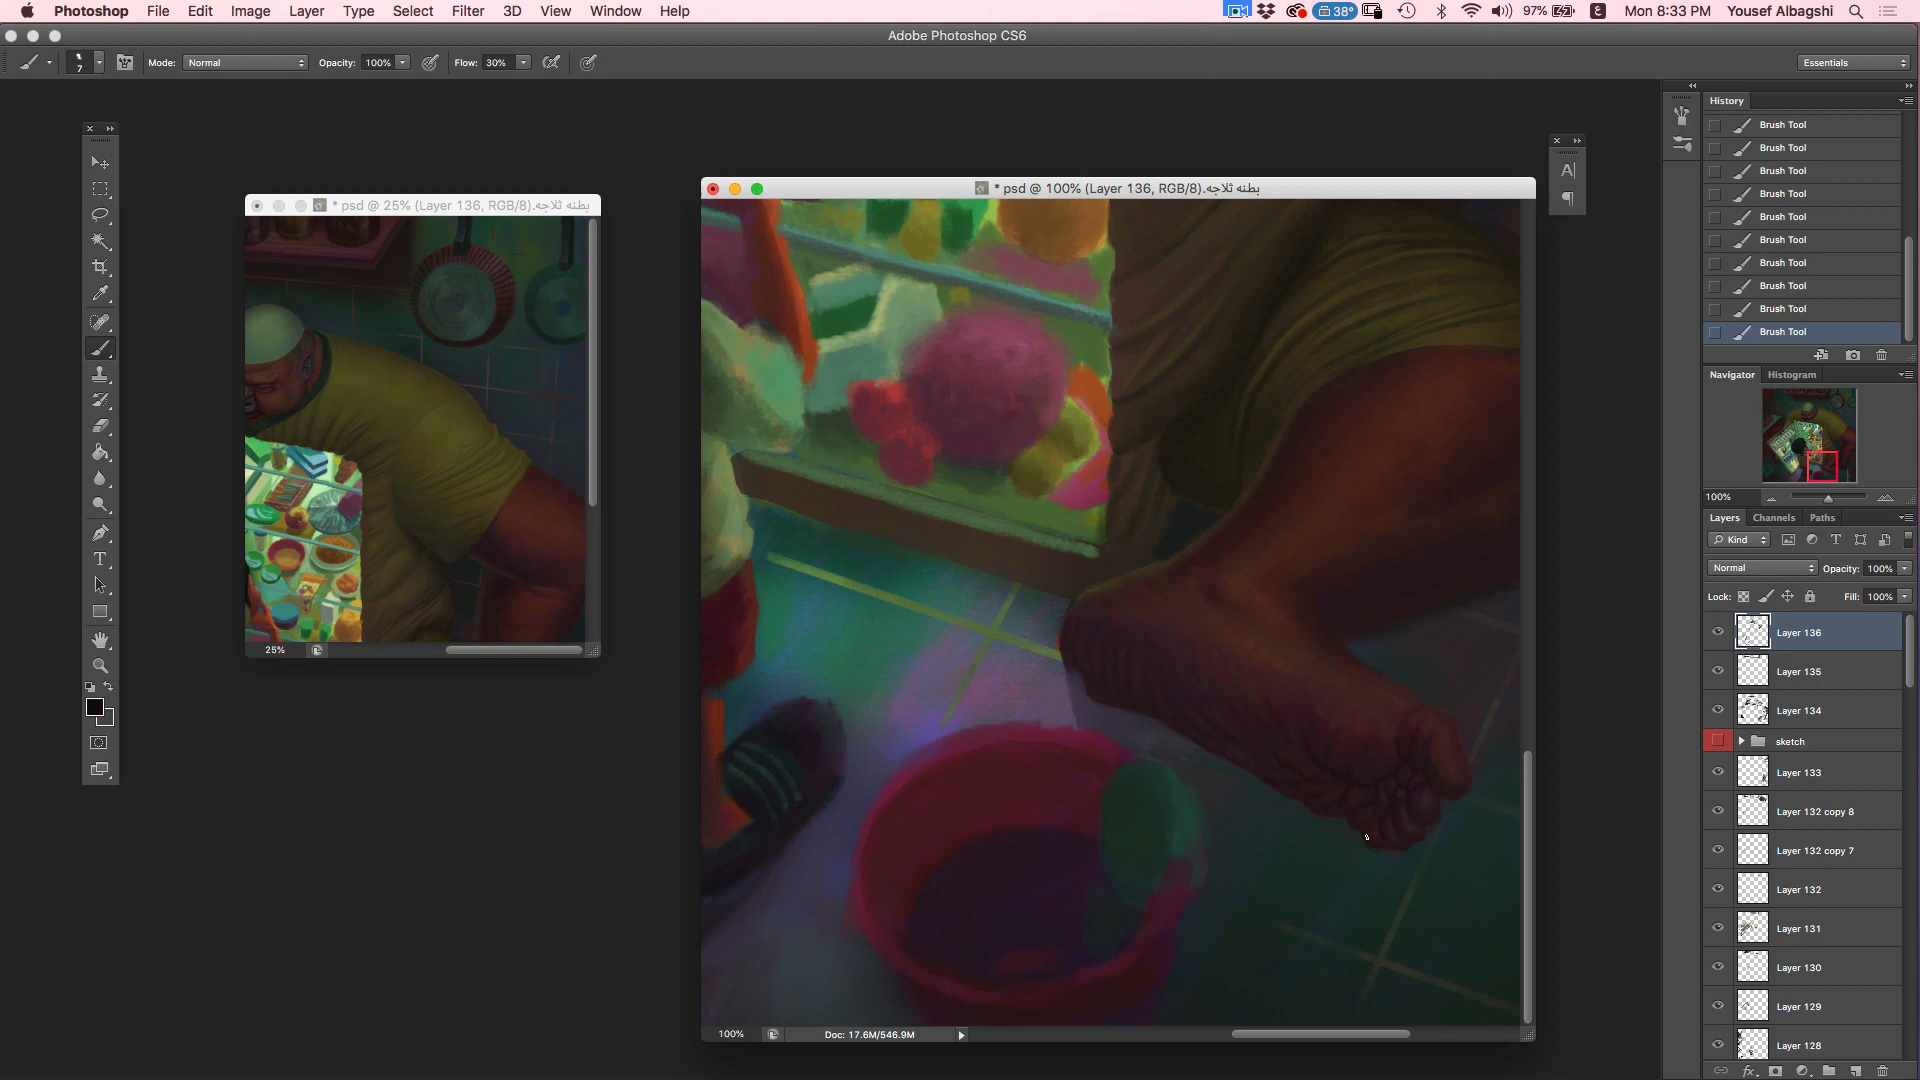 Photoshop File Edit Image Layer Type Select Filter 3D View Window Help 38° 97% ع Mon 8:33 PM Yousef Albagshi
Adobe Photoshop CS6
7 Mode: Normal Opacity: 100% Flow: 30% Essentials
* psd @ 25% (Layer 136, RGB/8).بطنه ثلاجه
25%
* psd @ 100% (Layer 136, RGB/8).بطنه ثلاجه
100% Doc: 17.6M/546.9M
A
History
Brush Tool
Brush Tool
Brush Tool
Brush Tool
Brush Tool
Brush Tool
Brush Tool
Brush Tool
Brush Tool
Brush Tool
Navigator Histogram
100%
Layers Channels Paths
Kind
Normal Opacity: 100%
Lock: Fill: 100%
Layer 136
Layer 135
Layer 134
sketch
Layer 133
Layer 132 copy 8
Layer 132 copy 7
Layer 132
Layer 131
Layer 130
Layer 129
Layer 128
fx